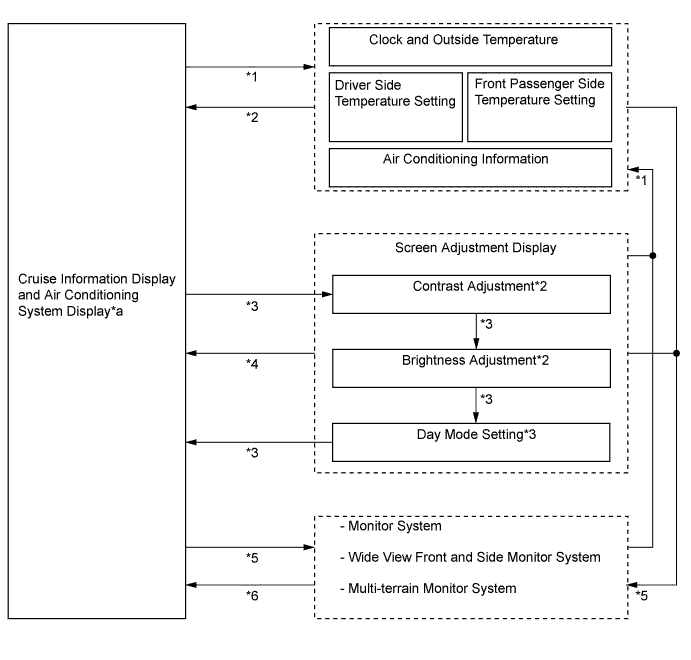 Clock and Outside Temperature
*1
Driver Side
Temperature Setting
Front Passenger Side
Temperature Setting
*2
Air Conditioning Information
*1
Screen Adjustment Display
Cruise Information Display
and Air Conditioning
System Display*a
Contrast Adjustment*2
*3
*3
Brightness Adjustment*2
*4
*3
Day Mode Setting*3
*3
- Monitor System
- Wide View Front and Side Monitor System
*5
- Multi-terrain Monitor System
*6
*5